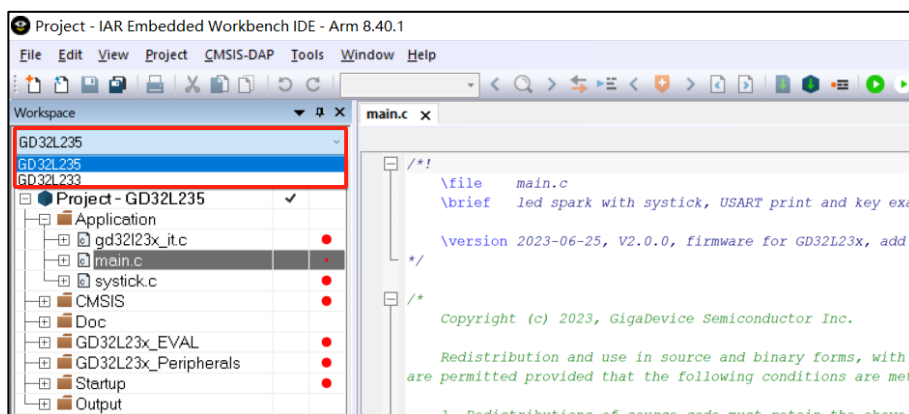 Project - IAR Embedded Workbench IDE - Arm 8.40.1
File Edit View Project CMSIS-DAP Tools Window Help
Workspace
main.c
GD32L235
GD32L235
GD32L233
Project - GD32L235
Application
gd32l23x_it.c
main.c
systick.c
CMSIS
Doc
GD32L23x_EVAL
GD32L23x_Peripherals
Startup
Output
/*!
\file main.c
\brief led spark with systick, USART print and key exa
\version 2023-06-25, V2.0.0, firmware for GD32L23x, add
*/
/*
Copyright (c) 2023, GigaDevice Semiconductor Inc.
Redistribution and use in source and binary forms, with
are permitted provided that the following conditions are met